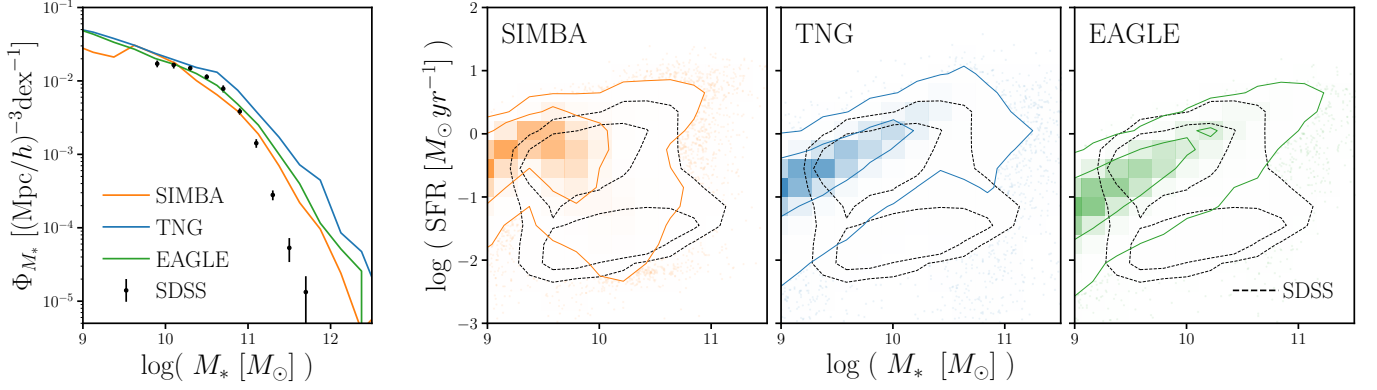 Φ_{M_*} [(Mpc/h)^{-3}dex^{-1}]
10^{-1}
10^{-2}
10^{-3}
10^{-4}
10^{-5}
SIMBA
TNG
EAGLE
SDSS
9 10 11 12
log( M_* [M_⊙] )
log ( SFR [M_⊙ yr^{-1}] )
2
1
0
−1
−2
−3
SIMBA
TNG
EAGLE
SDSS
9 10 11
9 10 11
9 10 11
log ( M_* [M_⊙] )